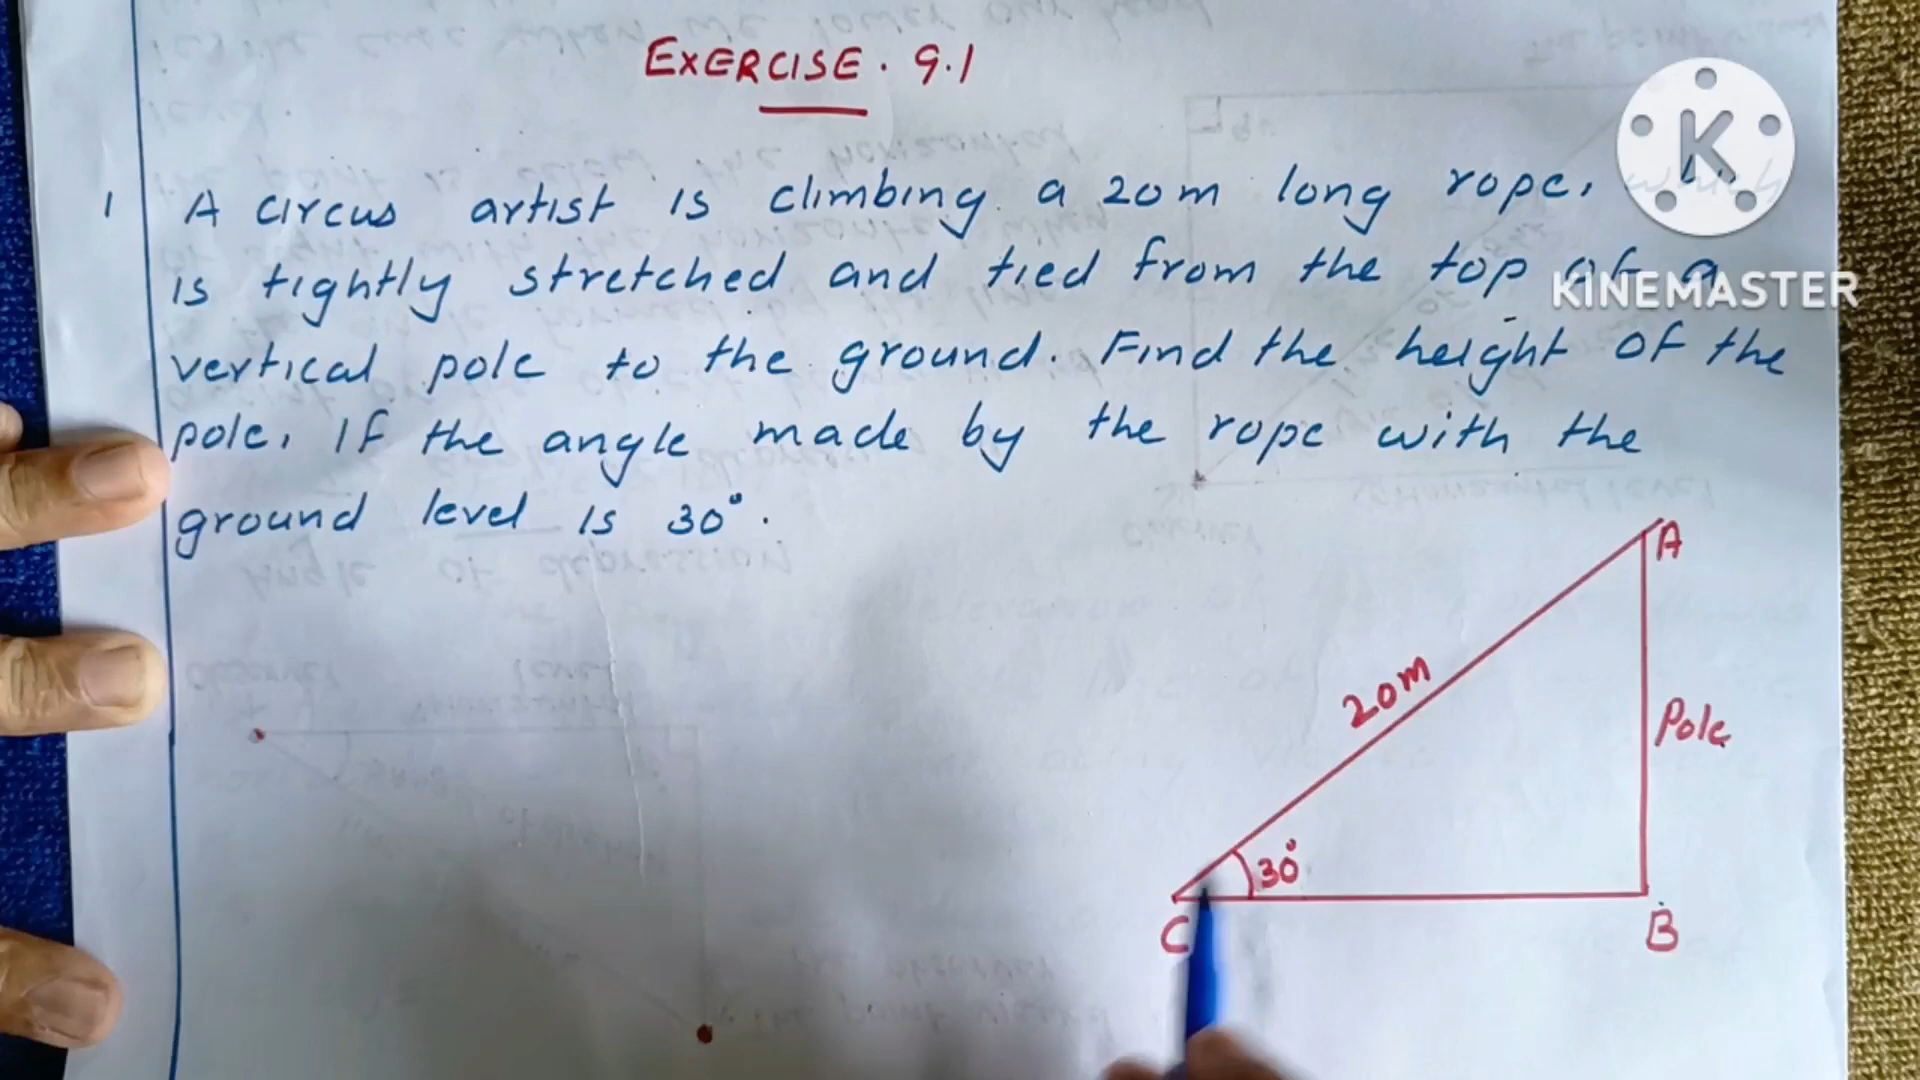 EXERCISE. 9.1
1 A circus artist is climbing a 20m long rope,
is tightly stretched and tied from the top of a
vertical pole to the ground. Find the height of the
pole, If the angle made by the rope with the
ground level is 30°.
K
KINEMASTER
A
20m
Pole
30°
C
B